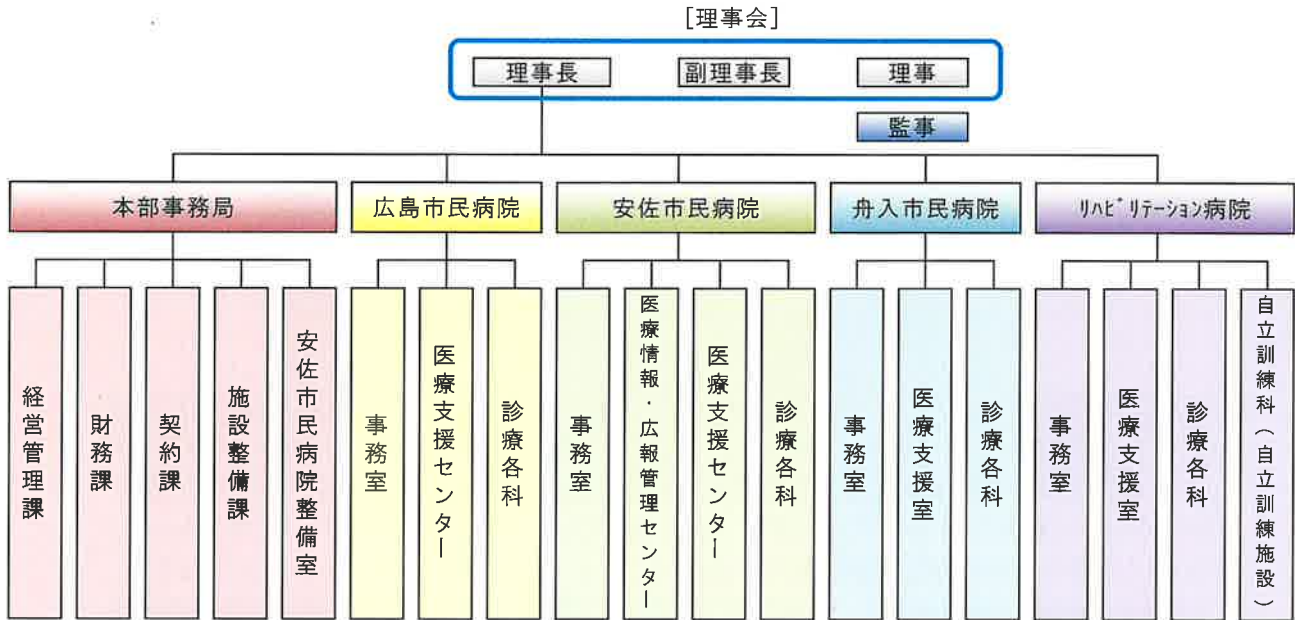 [理事会]
理事長
副理事長
理事
監事
本部事務局
広島市民病院
安佐市民病院
舟入市民病院
リハビリテーション病院
経営管理課
財務課
契約課
施設整備課
安佐市民病院整備室
事務室
医療支援センター
診療各科
事務室
医療情報・広報管理センター
医療支援センター
診療各科
事務室
医療支援室
診療各科
事務室
医療支援室
診療各科
自立訓練科(自立訓練施設)